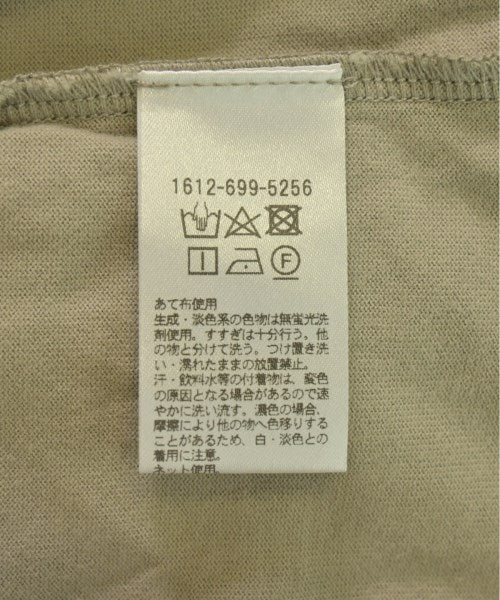 1612-699-5256
F
あて布使用
生成・淡色系の色物は無蛍光洗
剤使用。すすぎは十分行う。他
の物と分けて洗う。つけ置き洗
い・濡れたままの放置禁止。
汗・飲料水等の付着物は、変色
の原因となる場合があるので速
やかに洗い流す。濃色の場合、
摩擦により他の物へ色移りする
ことがあるため、白・淡色との
着用に注意。
ネット使用。